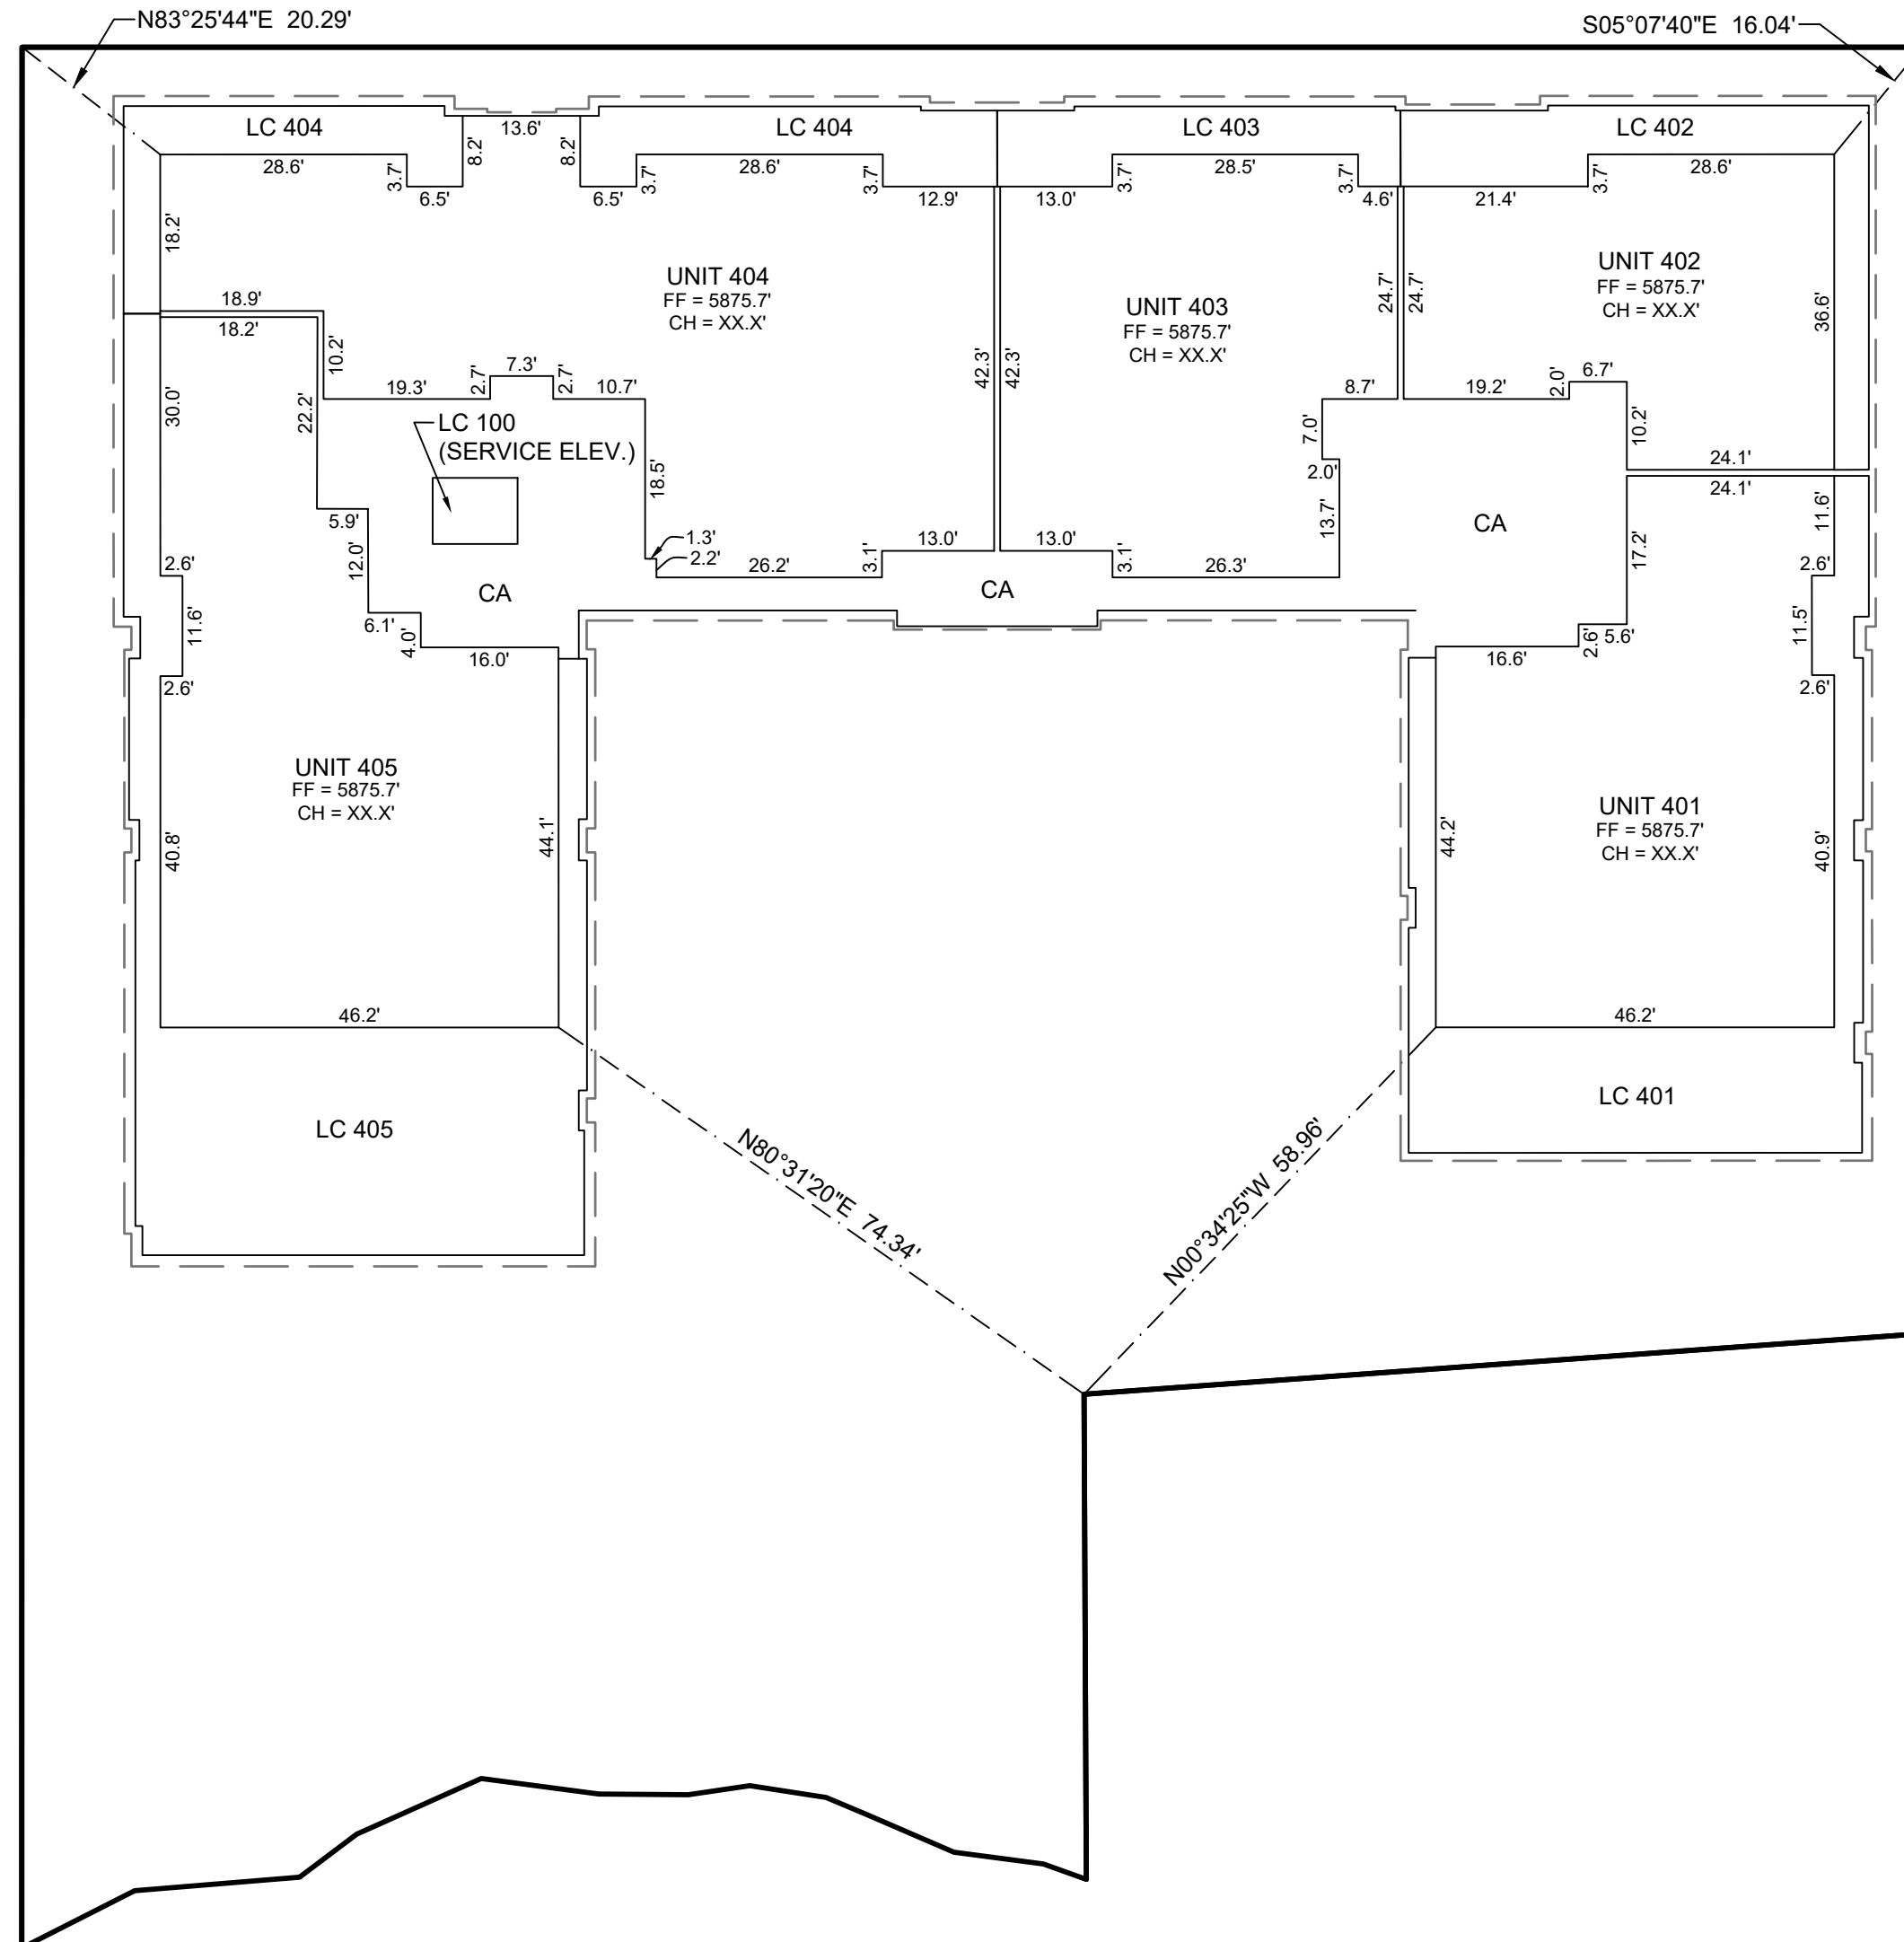 N83°25'44"E 20.29'
S05°07'40"E 16.04'
LC 404
13.6'
LC 404
LC 403
LC 402
8.2'
8.2'
28.6'
3.7'
6.5'
6.5'
3.7'
28.6'
3.7'
12.9'
13.0'
3.7'
28.5'
3.7'
4.6'
21.4'
3.7'
28.6'
18.2'
UNIT 404
FF = 5875.7'
CH = XX.X'
UNIT 403
FF = 5875.7'
CH = XX.X'
24.7'
24.7'
UNIT 402
FF = 5875.7'
CH = XX.X'
36.6'
18.9'
18.2'
10.2'
19.3'
2.7'
7.3'
2.7'
10.7'
42.3'
42.3'
8.7'
19.2'
2.0'
6.7'
10.2'
30.0'
22.2'
LC 100
(SERVICE ELEV.)
18.5'
7.0'
2.0'
13.7'
24.1'
24.1'
11.6'
CA
17.2'
5.9'
12.0'
1.3'
2.2'
26.2'
3.1'
13.0'
13.0'
3.1'
26.3'
2.6'
11.6'
2.6'
CA
CA
2.6'
11.5'
2.6'
6.1'
4.0'
16.0'
16.6'
2.6'
5.6'
UNIT 405
FF = 5875.7'
CH = XX.X'
UNIT 401
FF = 5875.7'
CH = XX.X'
40.8'
44.1'
44.2'
40.9'
46.2'
46.2'
LC 405
LC 401
N80°31'20"E 74.34'
N00°34'25"W 58.96'